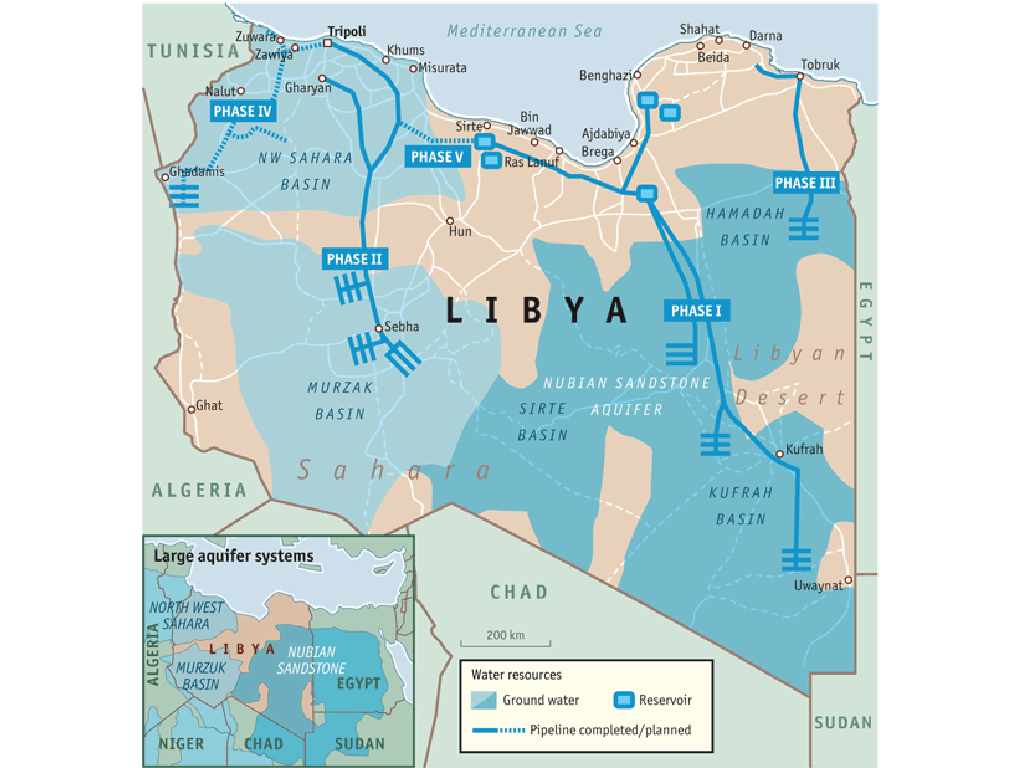 Mediterranean Sea
TUNISIA
Zuwara
Zawiya
Tripoli
Khums
Misurata
Gharyan
Nalut
PHASE IV
Ghadamis
NW SAHARA
BASIN
PHASE V
Sirte
Bin
Jawwad
Ras Lanuf
Ajdabiya
Brega
Benghazi
Shahat
Beida
Darna
Tobruk
PHASE III
HAMADAH
BASIN
Hun
PHASE II
LIBYA
PHASE I
EGYPT
Sebha
Libyan
Desert
MURZAK
BASIN
NUBIAN SANDSTONE
AQUIFER
SIRTE
BASIN
Ghat
Sahara
Kufrah
KUFRAH
BASIN
ALGERIA
Uwaynat
CHAD
SUDAN
200 km
Large aquifer systems
NORTH WEST
SAHARA
ALGERIA
LIBYA
NUBIAN
SANDSTONE
MURZUK
BASIN
EGYPT
NIGER
CHAD
SUDAN
Water resources
Ground water
Reservoir
Pipeline completed/planned